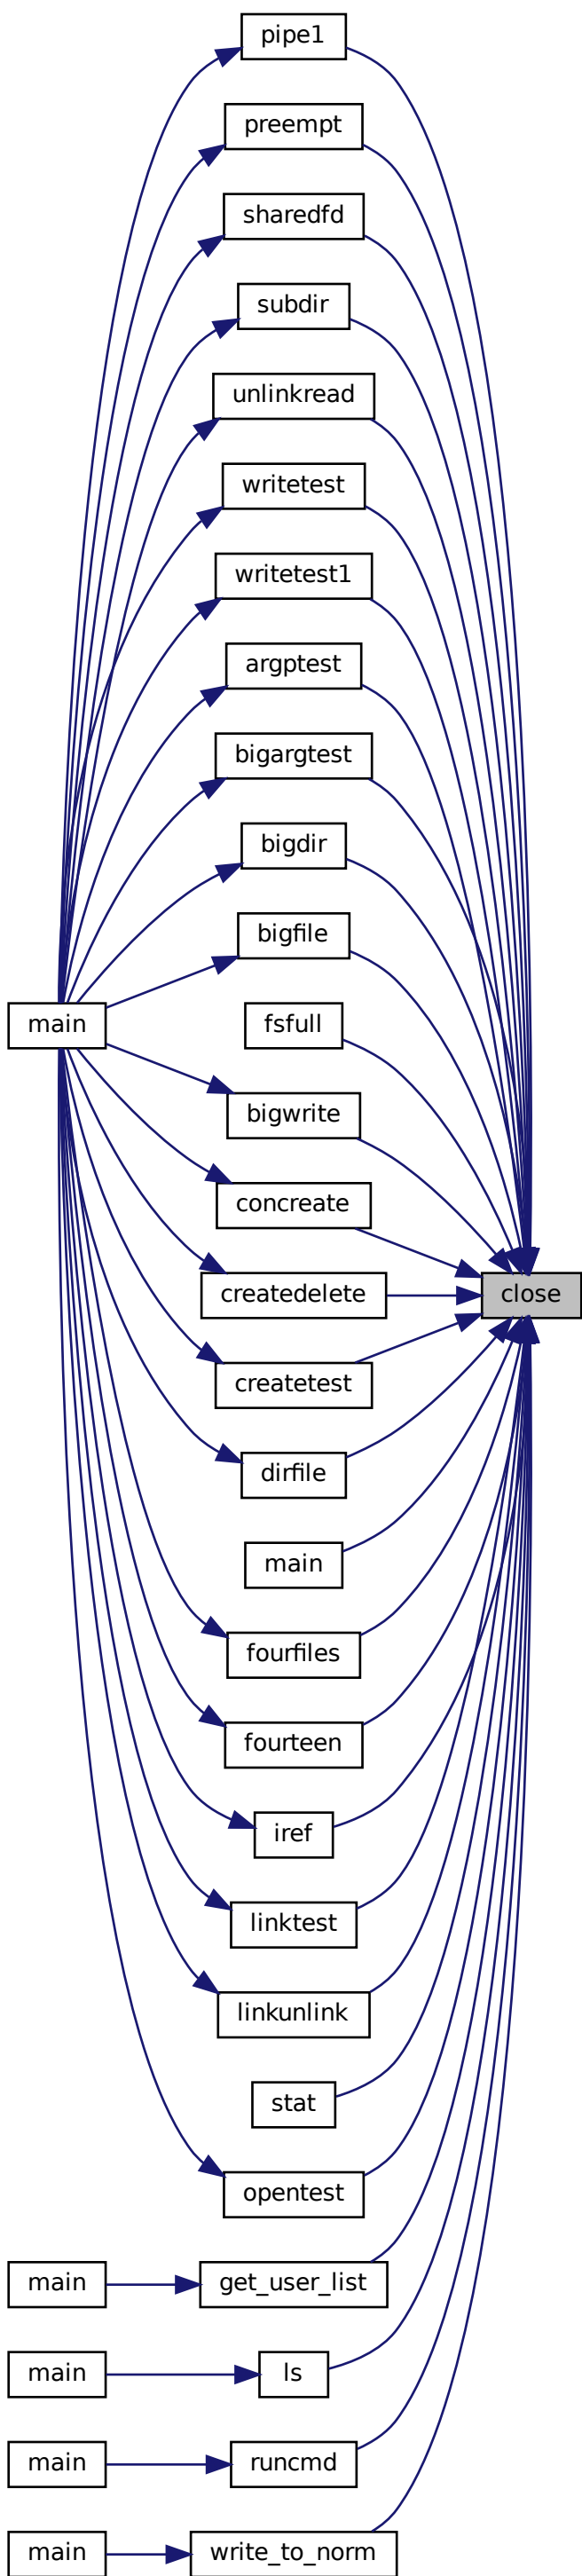 pipe1
preempt
sharedfd
subdir
unlinkread
writetest
writetest1
argptest
bigargtest
bigdir
bigfile
main
fsfull
bigwrite
concreate
createdelete
close
createtest
dirfile
main
fourfiles
fourteen
iref
linktest
linkunlink
stat
opentest
main
get_user_list
main
ls
main
runcmd
main
write_to_norm